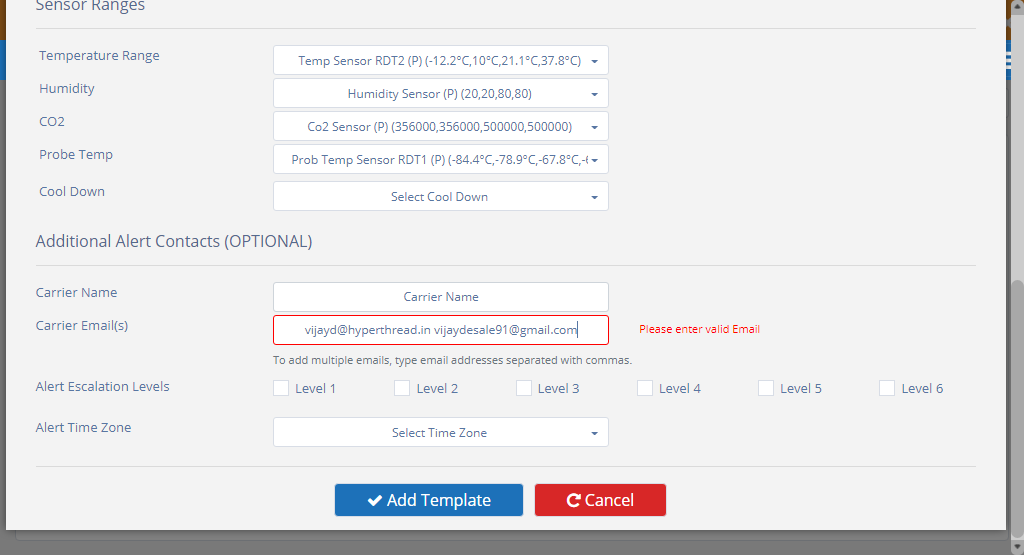 Sensor Ranges
Temperature Range
Temp Sensor RDT2 (P) (-12.2°C,10°C,21.1°C,37.8°C)
Humidity
Humidity Sensor (P) (20,20,80,80)
CO2
Co2 Sensor (P) (356000,356000,500000,500000)
Probe Temp
Prob Temp Sensor RDT1 (P) (-84.4°C,-78.9°C,-67.8°C,-
Cool Down
Select Cool Down
Additional Alert Contacts (OPTIONAL)
Carrier Name
Carrier Name
Carrier Email(s)
vijayd@hyperthread.in vijaydesale91@gmail.com
Please enter valid Email
To add multiple emails, type email addresses separated with commas.
Alert Escalation Levels
Level 1 Level 2 Level 3 Level 4 Level 5 Level 6
Alert Time Zone
Select Time Zone
Add Template Cancel